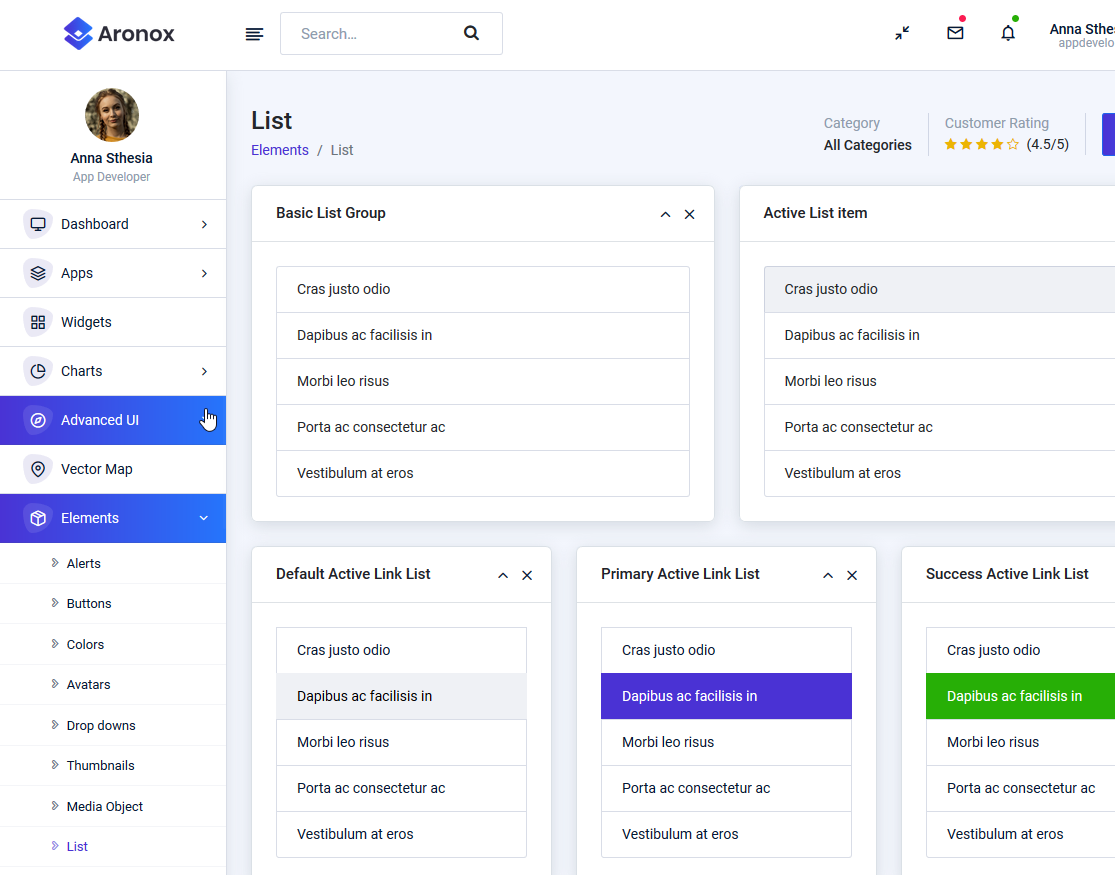 Aronox
Search...
Anna Sthe
appdevelo
Anna Sthesia
App Developer
Dashboard
Apps
Widgets
Charts
Advanced UI
Vector Map
Elements
Alerts
Buttons
Colors
Avatars
Drop downs
Thumbnails
Media Object
List
List
Elements / List
Category
All Categories
Customer Rating
(4.5/5)
Basic List Group
Cras justo odio
Dapibus ac facilisis in
Morbi leo risus
Porta ac consectetur ac
Vestibulum at eros
Active List item
Cras justo odio
Dapibus ac facilisis in
Morbi leo risus
Porta ac consectetur ac
Vestibulum at eros
Default Active Link List
Cras justo odio
Dapibus ac facilisis in
Morbi leo risus
Porta ac consectetur ac
Vestibulum at eros
Primary Active Link List
Cras justo odio
Dapibus ac facilisis in
Morbi leo risus
Porta ac consectetur ac
Vestibulum at eros
Success Active Link List
Cras justo odio
Dapibus ac facilisis in
Morbi leo risus
Porta ac consectetur ac
Vestibulum at eros